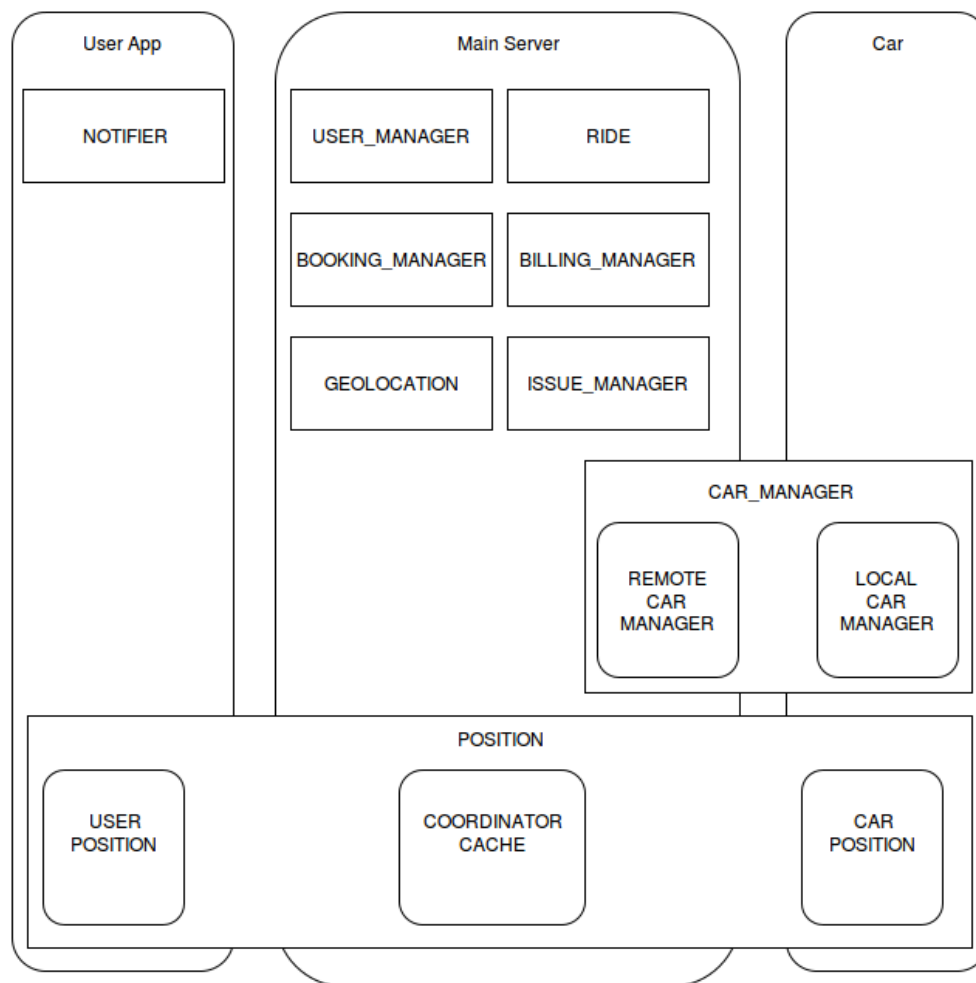 User App
Main Server
Car
NOTIFIER
USER_MANAGER
RIDE
BOOKING_MANAGER
BILLING_MANAGER
GEOLOCATION
ISSUE_MANAGER
CAR_MANAGER
REMOTE
CAR
MANAGER
LOCAL
CAR
MANAGER
POSITION
USER
POSITION
COORDINATOR
CACHE
CAR
POSITION